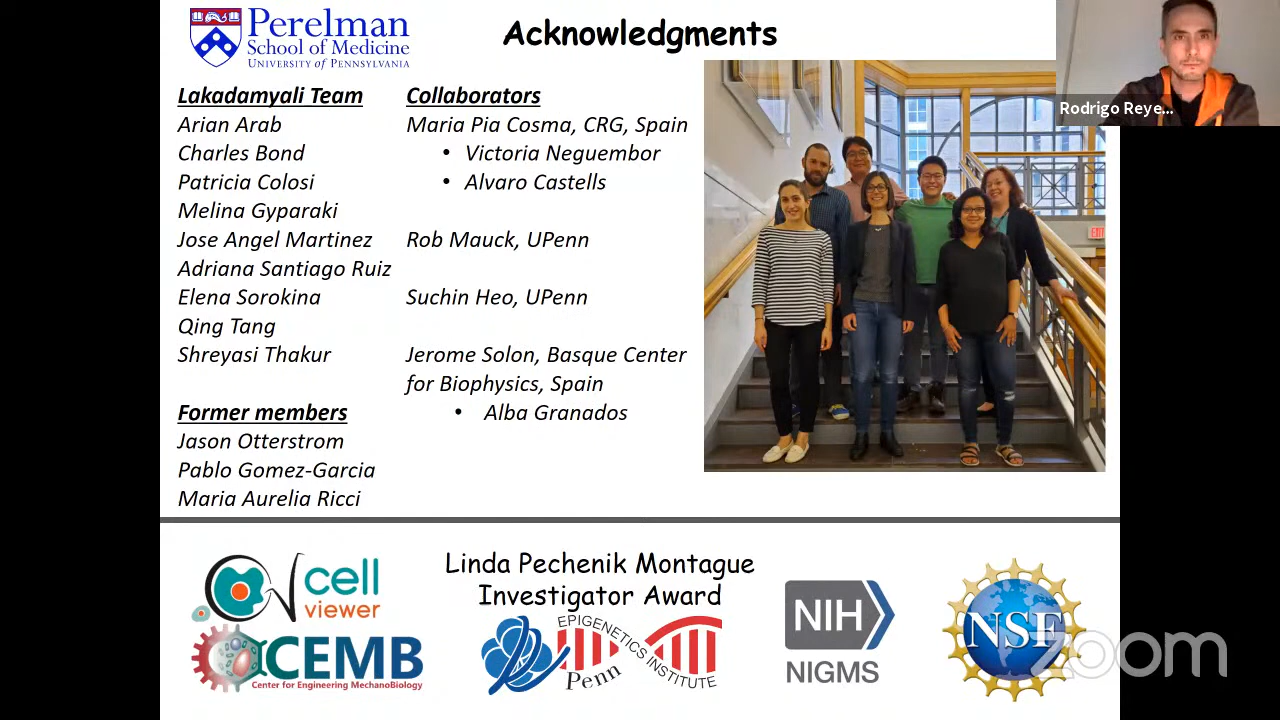 Perelman
School of Medicine
UNIVERSITY OF PENNSYLVANIA
Acknowledgments
Rodrigo Reye...
Lakadamyali Team
Arian Arab
Charles Bond
Patricia Colosi
Melina Gyparaki
Jose Angel Martinez
Adriana Santiago Ruiz
Elena Sorokina
Qing Tang
Shreyasi Thakur
Former members
Jason Otterstrom
Pablo Gomez-Garcia
Maria Aurelia Ricci
Collaborators
Maria Pia Cosma, CRG, Spain
• Victoria Neguembor
• Alvaro Castells
Rob Mauck, UPenn
Suchin Heo, UPenn
Jerome Solon, Basque Center
for Biophysics, Spain
• Alba Granados
EXIT
cell
viewer
CEMB
Center for Engineering MechanoBiology
Linda Pechenik Montague
Investigator Award
EPIGENETICS INSTITUTE
Penn
NIH
NIGMS
NSF
zoom